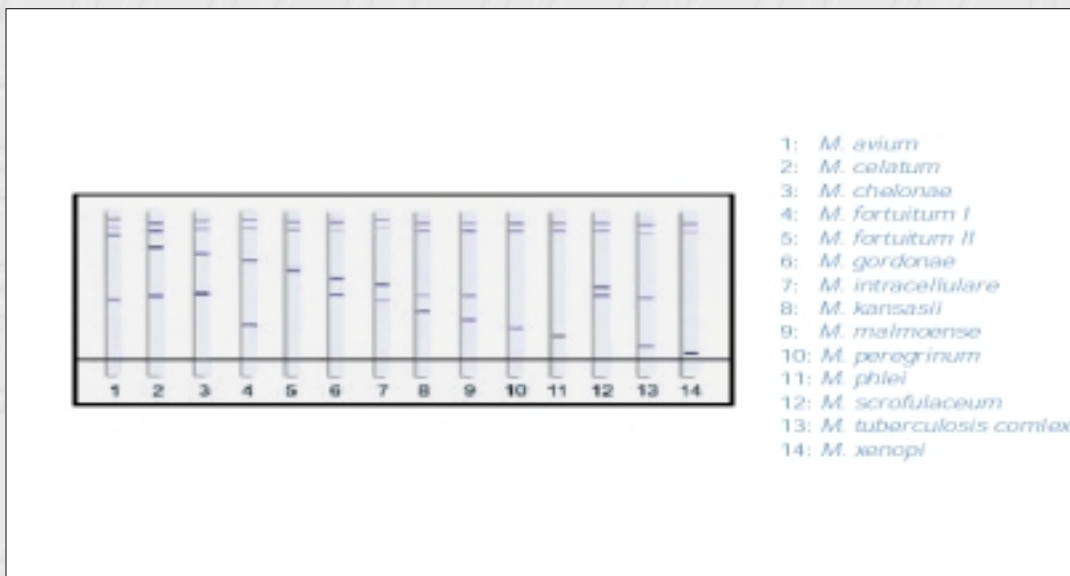 1 2 3 4 5 6 7 8 9 10 11 12 13 14
1: M. avium
2: M. celatum
3: M. chelonae
4: M. fortuitum I
5: M. fortuitum II
6: M. gordonae
7: M. intracellulare
8: M. kansasii
9: M. malmoense
10: M. peregrinum
11: M. phlei
12: M. scrofulaceum
13: M. tuberculosis comlex
14: M. xenopi